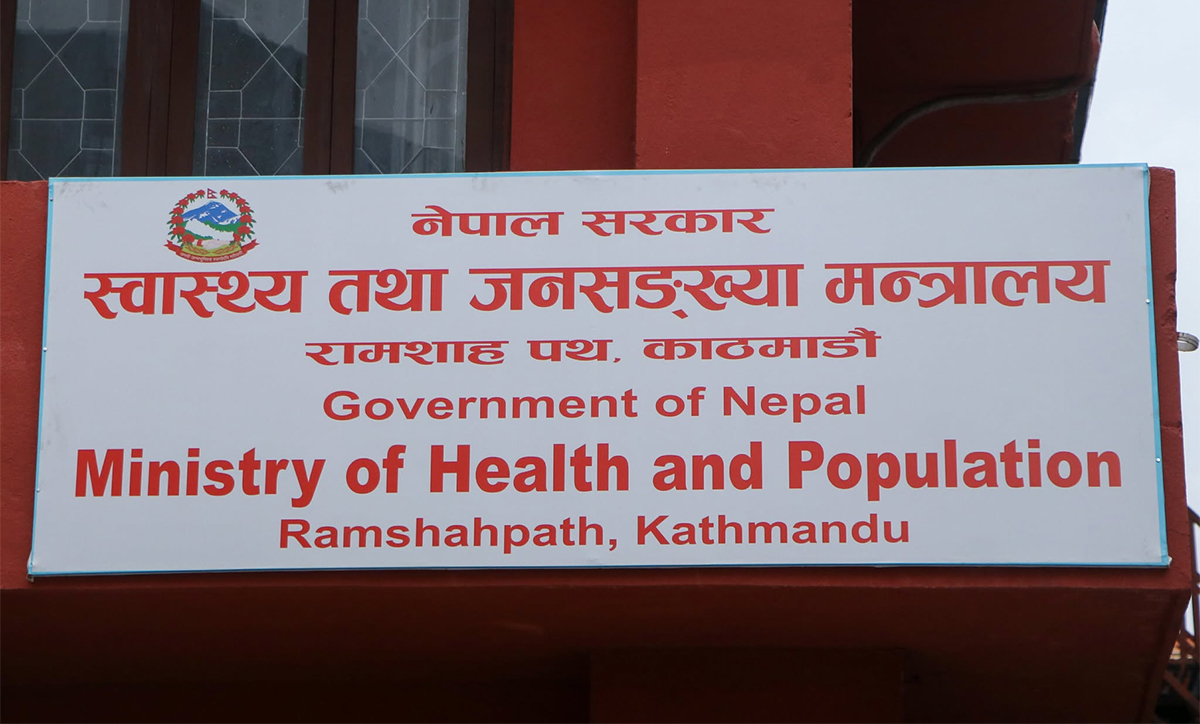 नेपाल सरकार
स्वास्थ्य तथा जनसङ्ख्या मन्त्रालय
रामशाह पथ, काठमाडौं
Government of Nepal
Ministry of Health and Population
Ramshahpath, Kathmandu